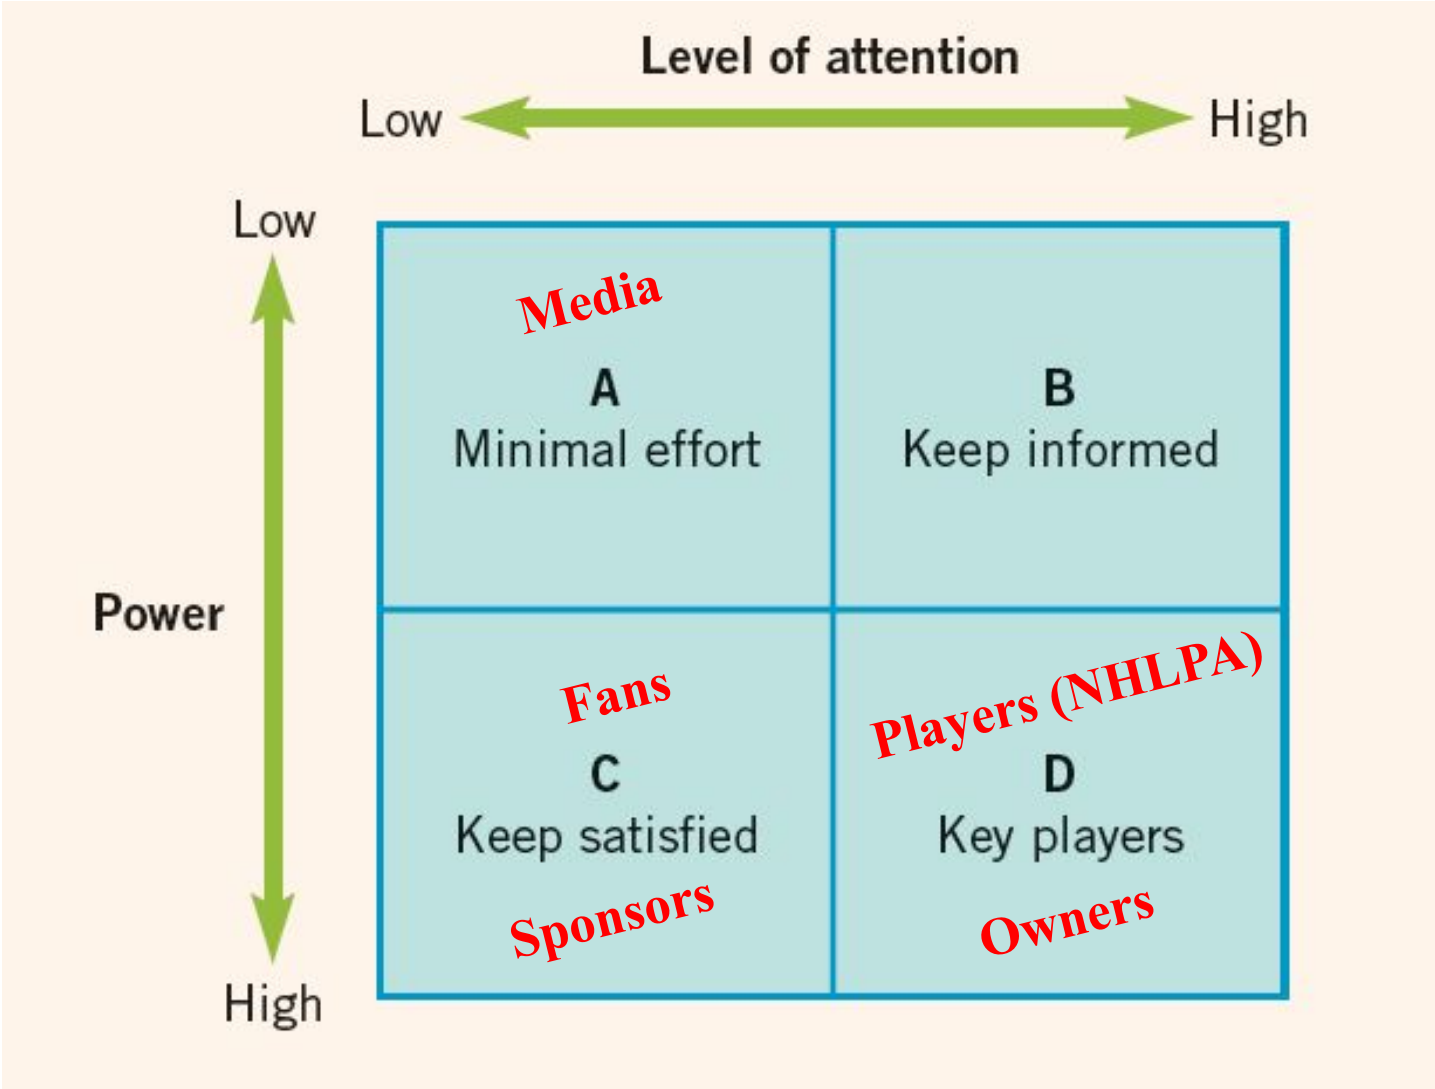 Level of attention
Low High
Low
Media
A B
Minimal effort Keep informed
Power
Fans Players (NHLPA)
C D
Keep satisfied Key players
Sponsors Owners
High